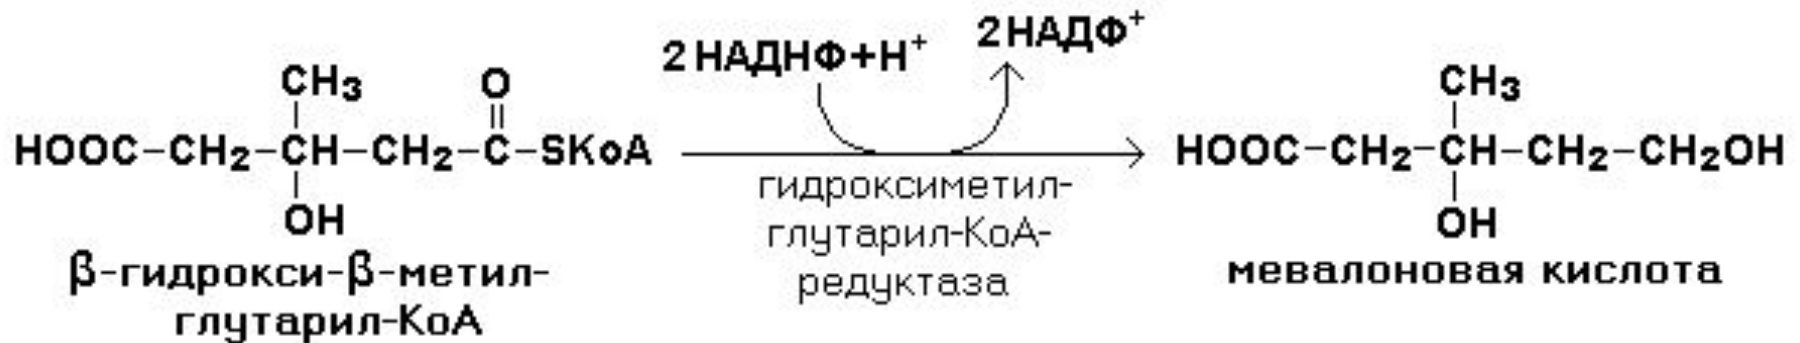 2НАДНФ+Н⁺ 2НАДФ⁺
CH₃ O CH₃
HOOC–CH₂–CH–CH₂–C–SKoA HOOC–CH₂–CH–CH₂–CH₂OH
OH OH
гидроксиметил-
глутарил-КоА-
редуктаза
β-гидрокси-β-метил-
глутарил-КоА
мевалоновая кислота